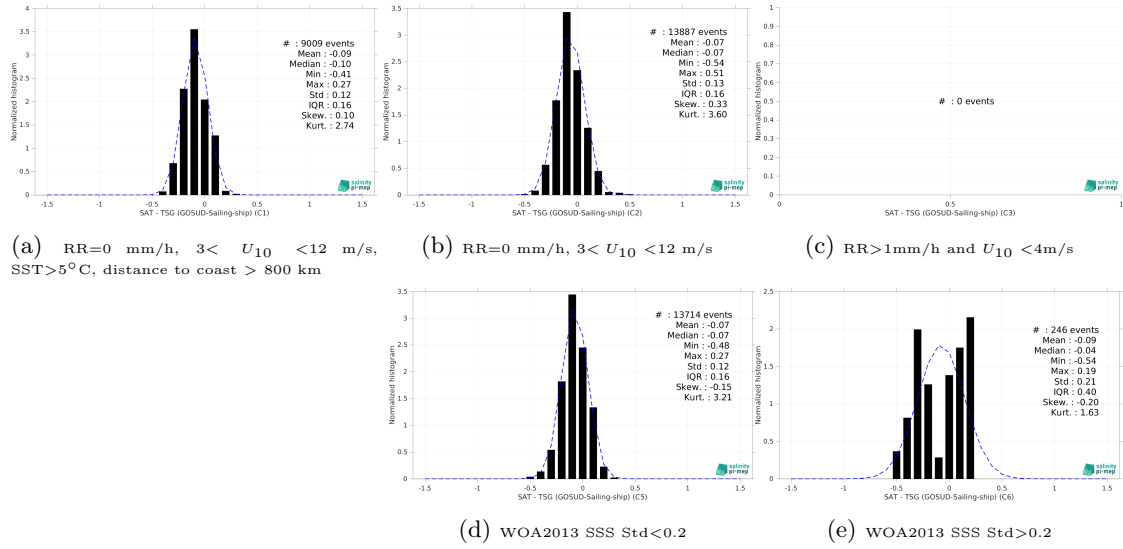 4
3.5
3
2.5
2
1.5
1
0.5
0
Normalized histogram
# : 9009 events
Mean : -0.09
Median : -0.10
Min : -0.41
Max : 0.27
Std : 0.12
IQR : 0.16
Skew. : 0.10
Kurt. : 2.74
salinity
pi-mep
-1.5 -1 -0.5 0 0.5 1 1.5
SAT - TSG (GOSUD-Sailing-ship) (C1)
(a) RR=0 mm/h, 3< U10 <12 m/s,
SST>5°C, distance to coast > 800 km
3.5
3
2.5
2
1.5
1
0.5
0
Normalized histogram
# : 13887 events
Mean : -0.07
Median : -0.07
Min : -0.54
Max : 0.51
Std : 0.13
IQR : 0.16
Skew. : 0.33
Kurt. : 3.60
salinity
pi-mep
-1.5 -1 -0.5 0 0.5 1 1.5
SAT - TSG (GOSUD-Sailing-ship) (C2)
(b) RR=0 mm/h, 3< U10 <12 m/s
1
0.9
0.8
0.7
0.6
0.5
0.4
0.3
0.2
0.1
0
Normalized histogram
# : 0 events
salinity
pi-mep
0 0.5 1
SAT - TSG (GOSUD-Sailing-ship) (C3)
(c) RR>1mm/h and U10 <4m/s
3.5
3
2.5
2
1.5
1
0.5
0
Normalized histogram
# : 13714 events
Mean : -0.07
Median : -0.07
Min : -0.48
Max : 0.27
Std : 0.12
IQR : 0.16
Skew. : -0.15
Kurt. : 3.21
salinity
pi-mep
-1.5 -1 -0.5 0 0.5 1 1.5
SAT - TSG (GOSUD-Sailing-ship) (C5)
(d) WOA2013 SSS Std<0.2
2.5
2
1.5
1
0.5
0
Normalized histogram
# : 246 events
Mean : -0.09
Median : -0.04
Min : -0.54
Max : 0.19
Std : 0.21
IQR : 0.40
Skew. : -0.20
Kurt. : 1.63
salinity
pi-mep
-1.5 -1 -0.5 0 0.5 1 1.5
SAT - TSG (GOSUD-Sailing-ship) (C6)
(e) WOA2013 SSS Std>0.2